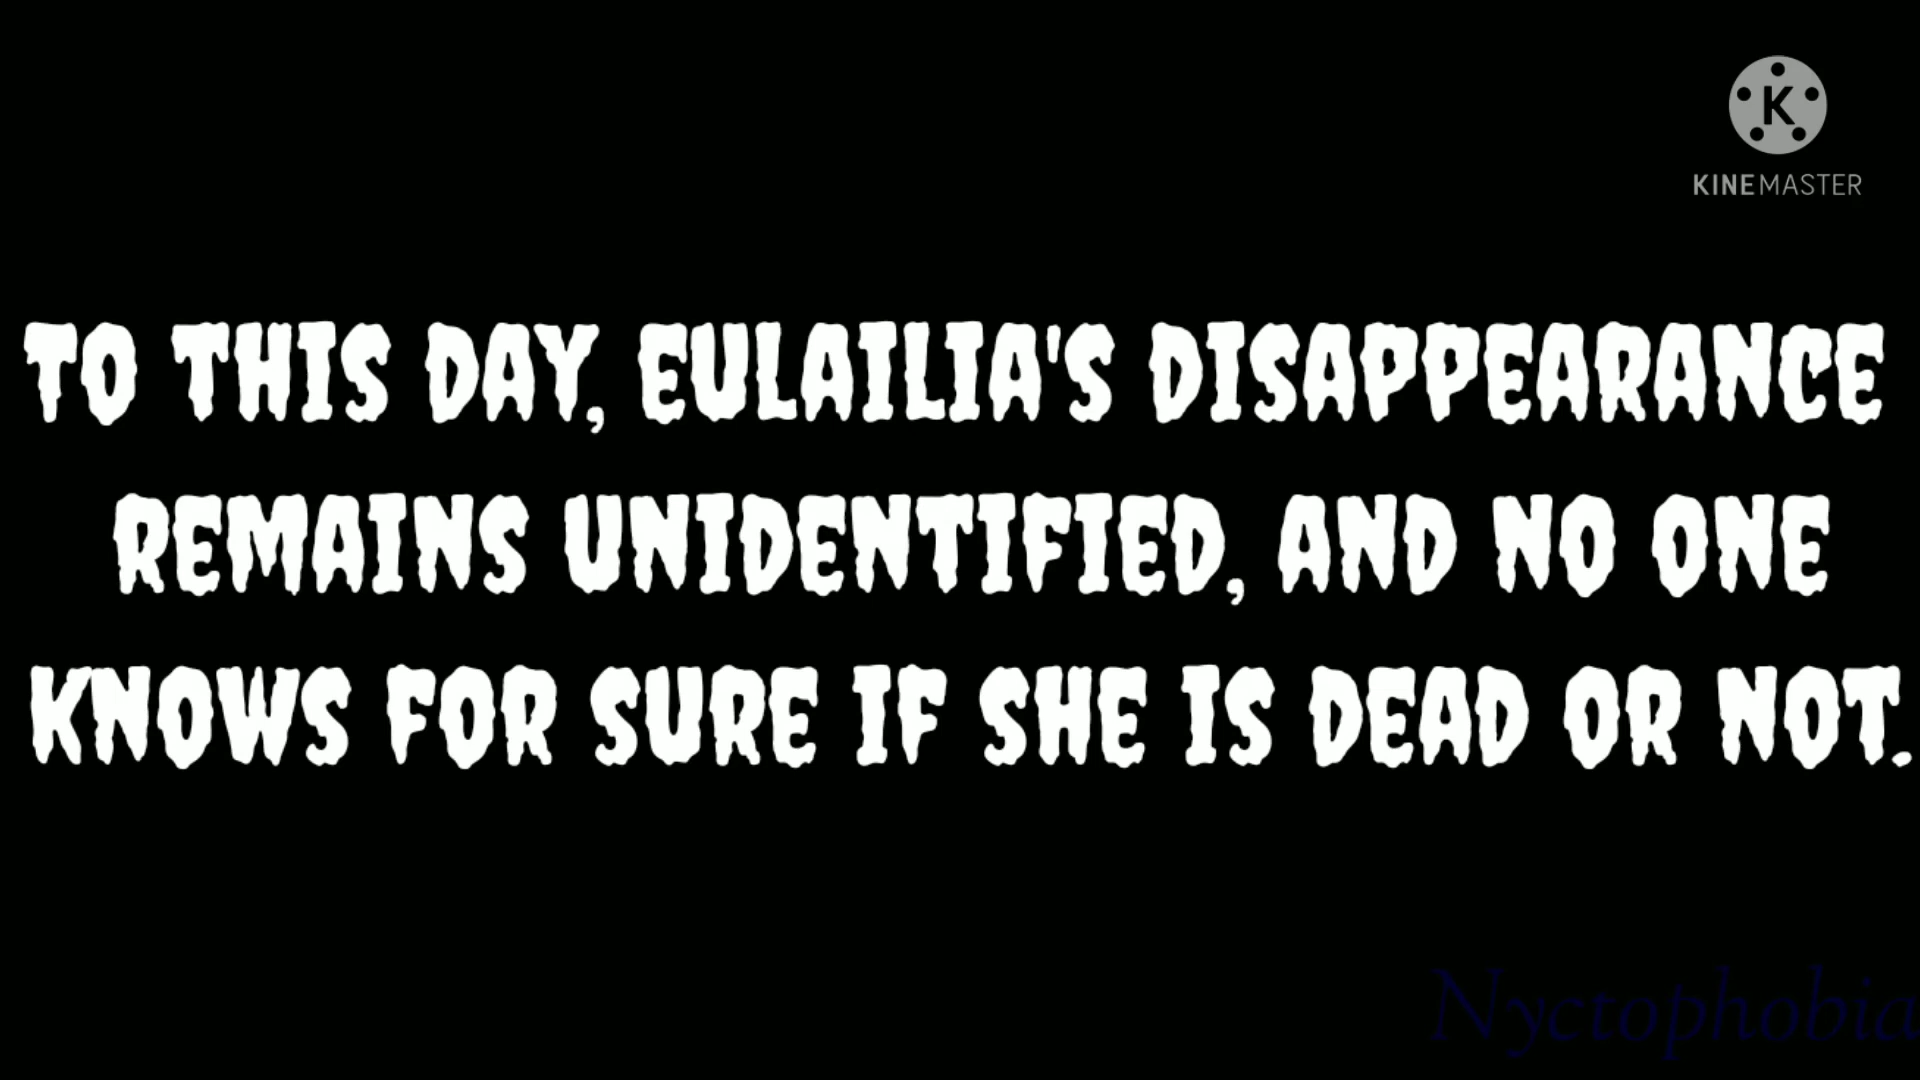 K
KINEMASTER
TO THIS DAY, EULAILIA'S DISAPPEARANCE
REMAINS UNIDENTIFIED, AND NO ONE
KNOWS FOR SURE IF SHE IS DEAD OR NOT.
Nyctophobia